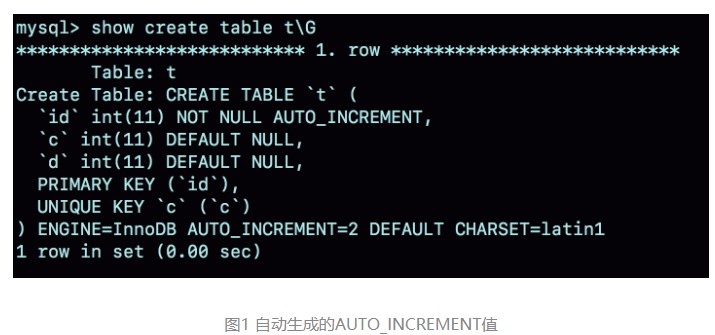 mysql> show create table t\G
*************************** 1. row ***************************
       Table: t
Create Table: CREATE TABLE `t` (
  `id` int(11) NOT NULL AUTO_INCREMENT,
  `c` int(11) DEFAULT NULL,
  `d` int(11) DEFAULT NULL,
  PRIMARY KEY (`id`),
  UNIQUE KEY `c` (`c`)
) ENGINE=InnoDB AUTO_INCREMENT=2 DEFAULT CHARSET=latin1
1 row in set (0.00 sec)
图1 自动生成的AUTO_INCREMENT值